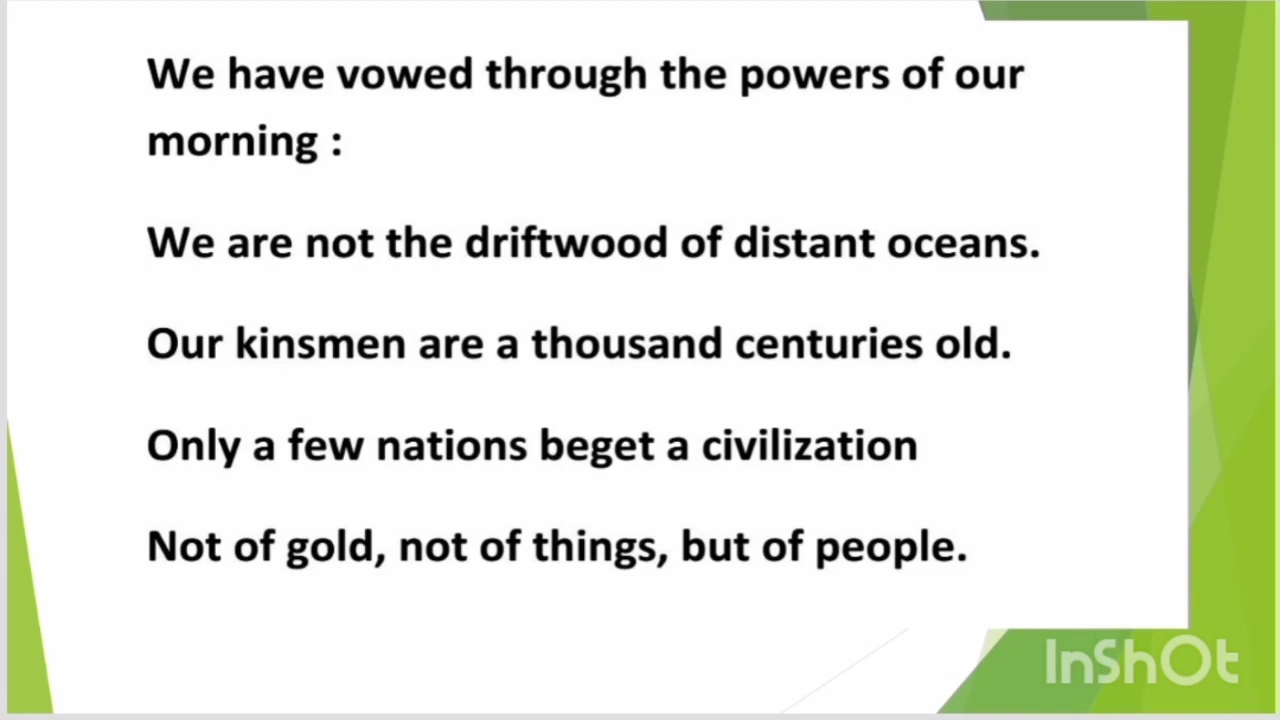 We have vowed through the powers of our
morning :
We are not the driftwood of distant oceans.
Our kinsmen are a thousand centuries old.
Only a few nations beget a civilization
Not of gold, not of things, but of people.
InShOt